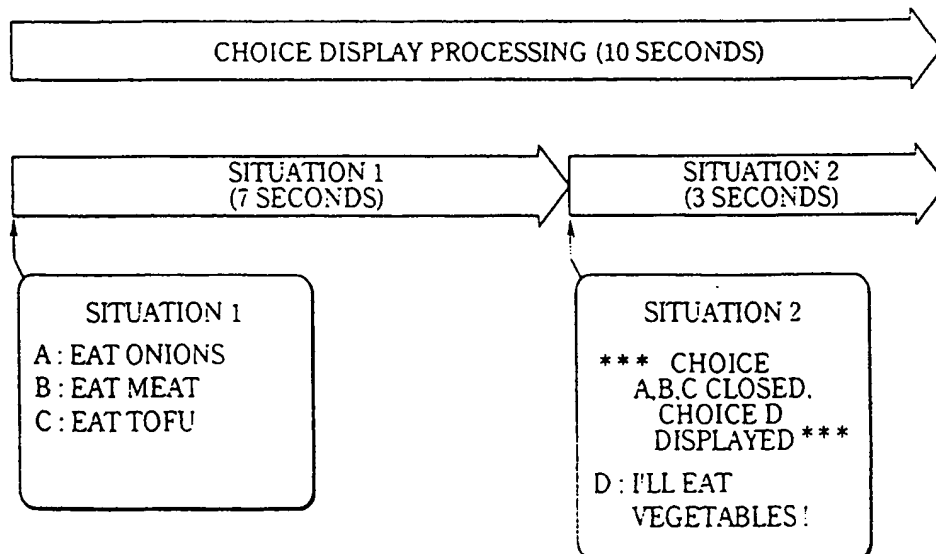 CHOICE DISPLAY PROCESSING (10 SECONDS)
SITUATION 1
(7 SECONDS)
SITUATION 2
(3 SECONDS)
SITUATION 1
A : EAT ONIONS
B : EAT MEAT
C : EAT TOFU
SITUATION 2
* * * CHOICE
A,B,C CLOSED.
CHOICE D
DISPLAYED * * *
D : I'LL EAT
VEGETABLES !